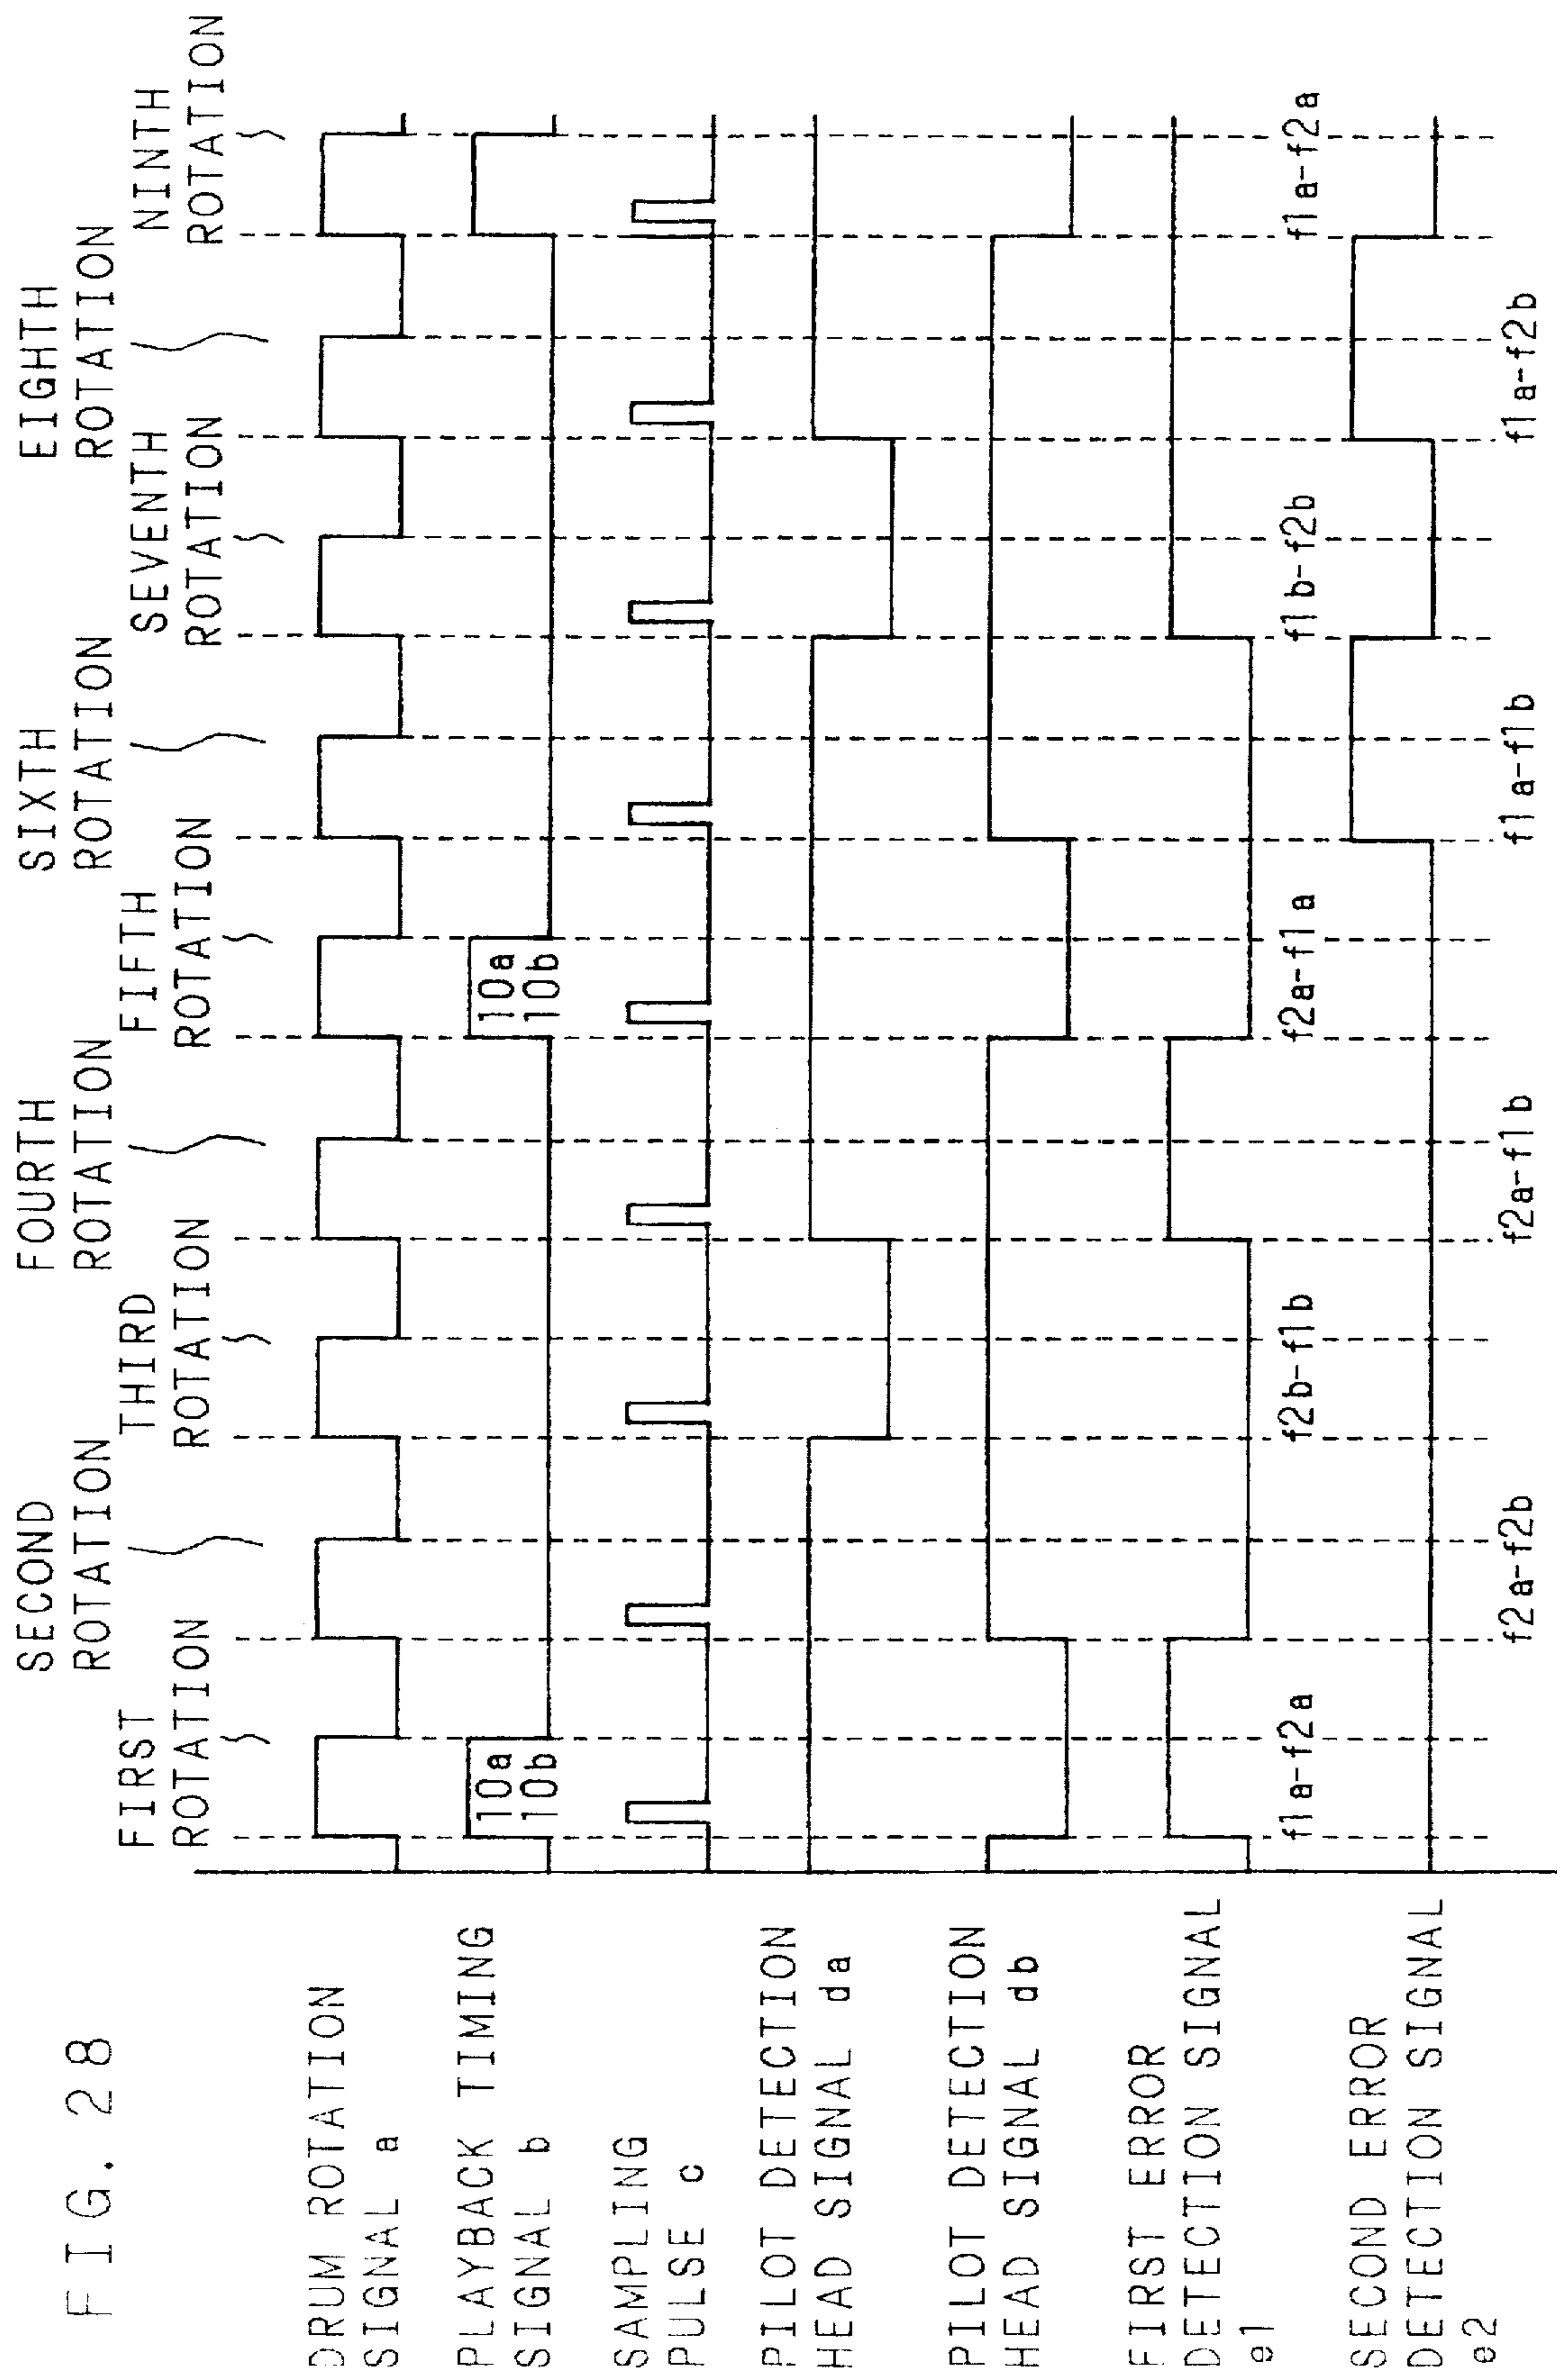 FIG. 28
FIRST
ROTATION
SECOND
ROTATION
THIRD
ROTATION
FOURTH
ROTATION
FIFTH
ROTATION
SIXTH
ROTATION
SEVENTH
ROTATION
EIGHTH
ROTATION
NINTH
ROTATION
DRUM ROTATION
SIGNAL a
PLAYBACK TIMING
SIGNAL b
10a
10b
10a
10b
SAMPLING
PULSE c
PILOT DETECTION
HEAD SIGNAL da
PILOT DETECTION
HEAD SIGNAL db
FIRST ERROR
DETECTION SIGNAL
e1
f1a-f2a
f2b-f1b
f2a-f1a
f1b-f2b
f1a-f2a
SECOND ERROR
DETECTION SIGNAL
e2
f2a-f2b
f2a-f1b
f1a-f1b
f1a-f2b